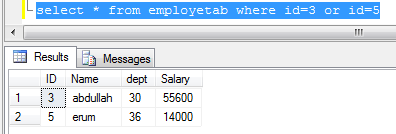 select * from employetab where id=3 or id=5
Results Messages
ID Name dept Salary
1 3 abdullah 30 55600
2 5 erum 36 14000